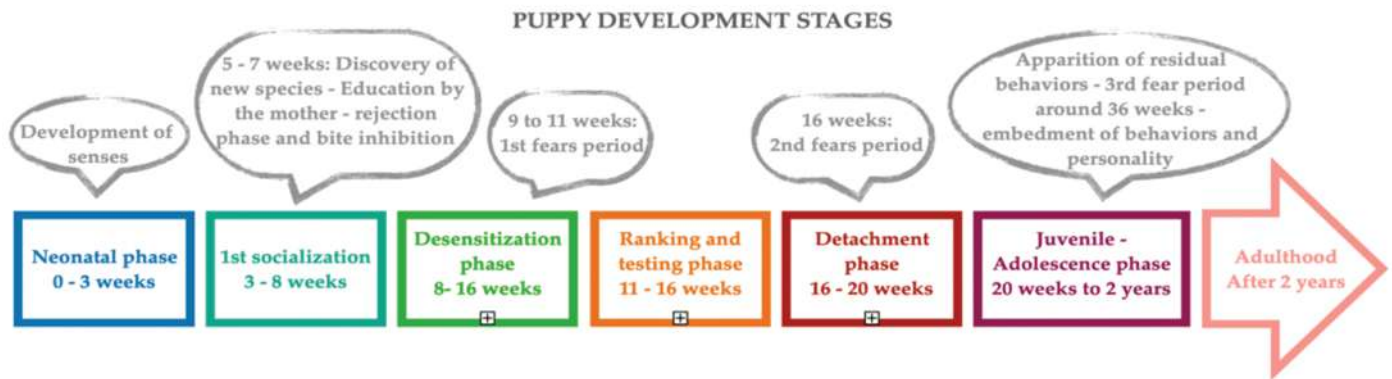 PUPPY DEVELOPMENT STAGES
Development of
senses
5 - 7 weeks: Discovery of
new species - Education by
the mother - rejection
phase and bite inhibition
9 to 11 weeks:
1st fears period
16 weeks:
2nd fears period
Apparition of residual
behaviors - 3rd fear period
around 36 weeks -
embedment of behaviors and
personality
Neonatal phase
0 - 3 weeks
1st socialization
3 - 8 weeks
Desensitization
phase
8- 16 weeks
Ranking and
testing phase
11 - 16 weeks
Detachment
phase
16 - 20 weeks
Juvenile -
Adolescence phase
20 weeks to 2 years
Adulthood
After 2 years